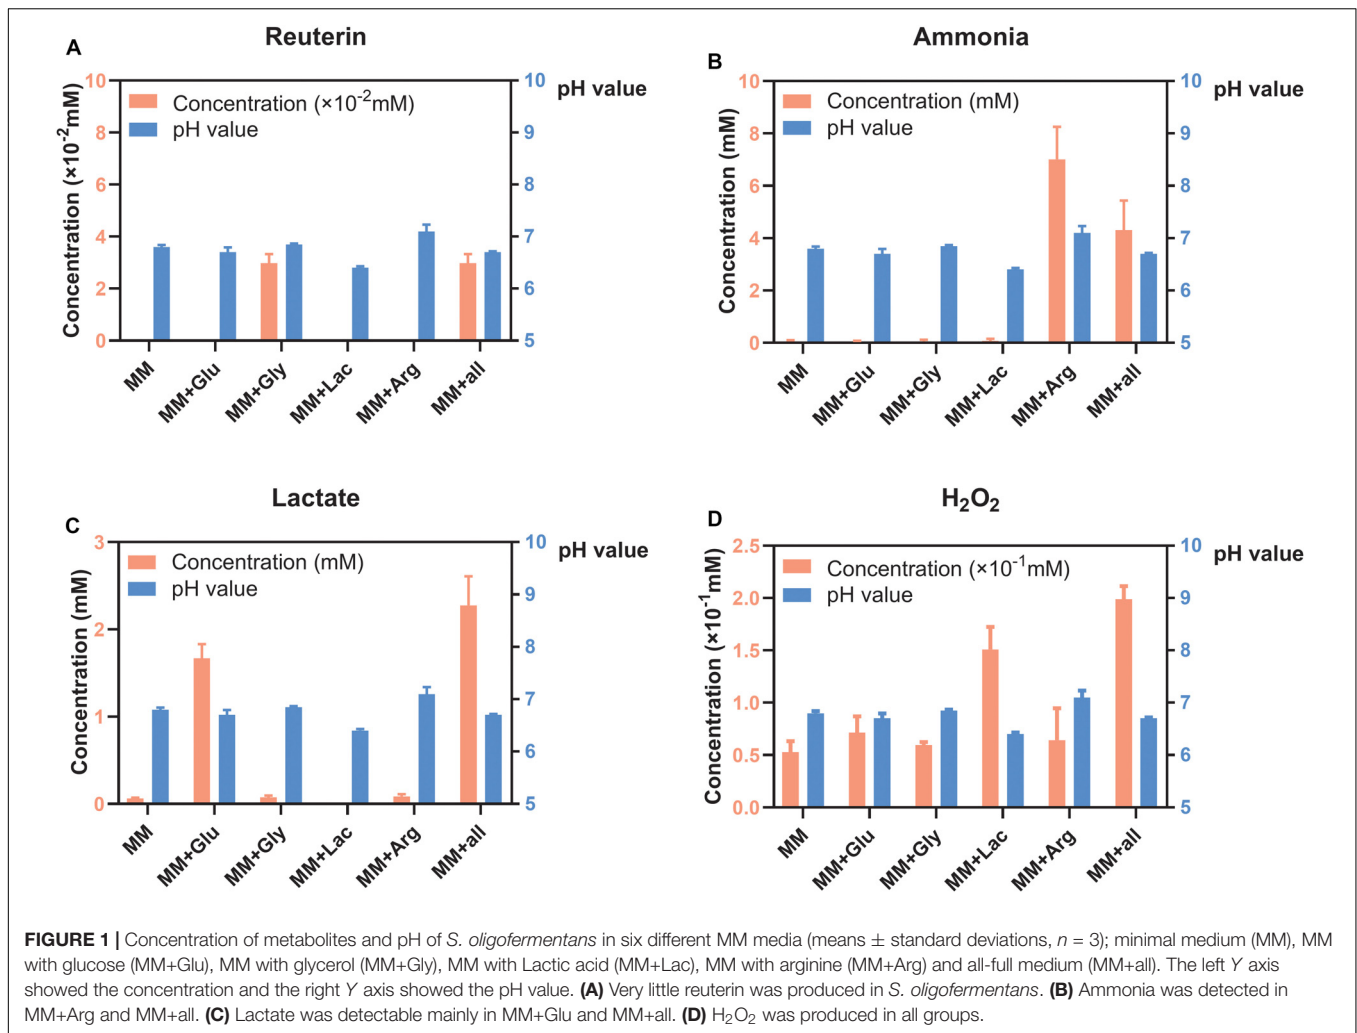 A
Reuterin
Concentration (×10⁻²mM)
10
8
6
4
2
0
Concentration (×10⁻²mM)
pH value
10
9
8
7
6
5
pH value
MM
MM+Glu
MM+Gly
MM+Lac
MM+Arg
MM+all
B
Ammonia
Concentration (mM)
10
8
6
4
2
0
Concentration (mM)
pH value
10
9
8
7
6
5
pH value
MM
MM+Glu
MM+Gly
MM+Lac
MM+Arg
MM+all
C
Lactate
Concentration (mM)
3
2
1
0
Concentration (mM)
pH value
10
9
8
7
6
5
pH value
MM
MM+Glu
MM+Gly
MM+Lac
MM+Arg
MM+all
D
H₂O₂
Concentration (×10⁻¹mM)
2.5
2.0
1.5
1.0
0.5
0.0
Concentration (×10⁻¹mM)
pH value
10
9
8
7
6
5
pH value
MM
MM+Glu
MM+Gly
MM+Lac
MM+Arg
MM+all
FIGURE 1 | Concentration of metabolites and pH of S. oligofermentans in six different MM media (means ± standard deviations, n = 3); minimal medium (MM), MM
with glucose (MM+Glu), MM with glycerol (MM+Gly), MM with Lactic acid (MM+Lac), MM with arginine (MM+Arg) and all-full medium (MM+all). The left Y axis
showed the concentration and the right Y axis showed the pH value. (A) Very little reuterin was produced in S. oligofermentans. (B) Ammonia was detected in
MM+Arg and MM+all. (C) Lactate was detectable mainly in MM+Glu and MM+all. (D) H₂O₂ was produced in all groups.